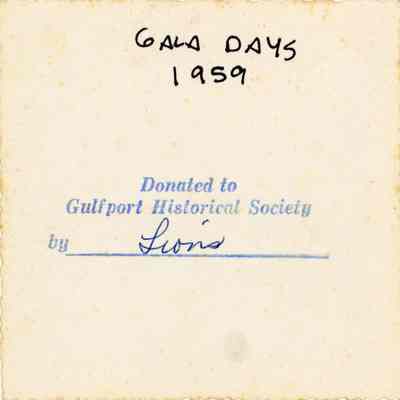 GALA DAYS
1959
Donated to
Gulfport Historical Society
by Lions